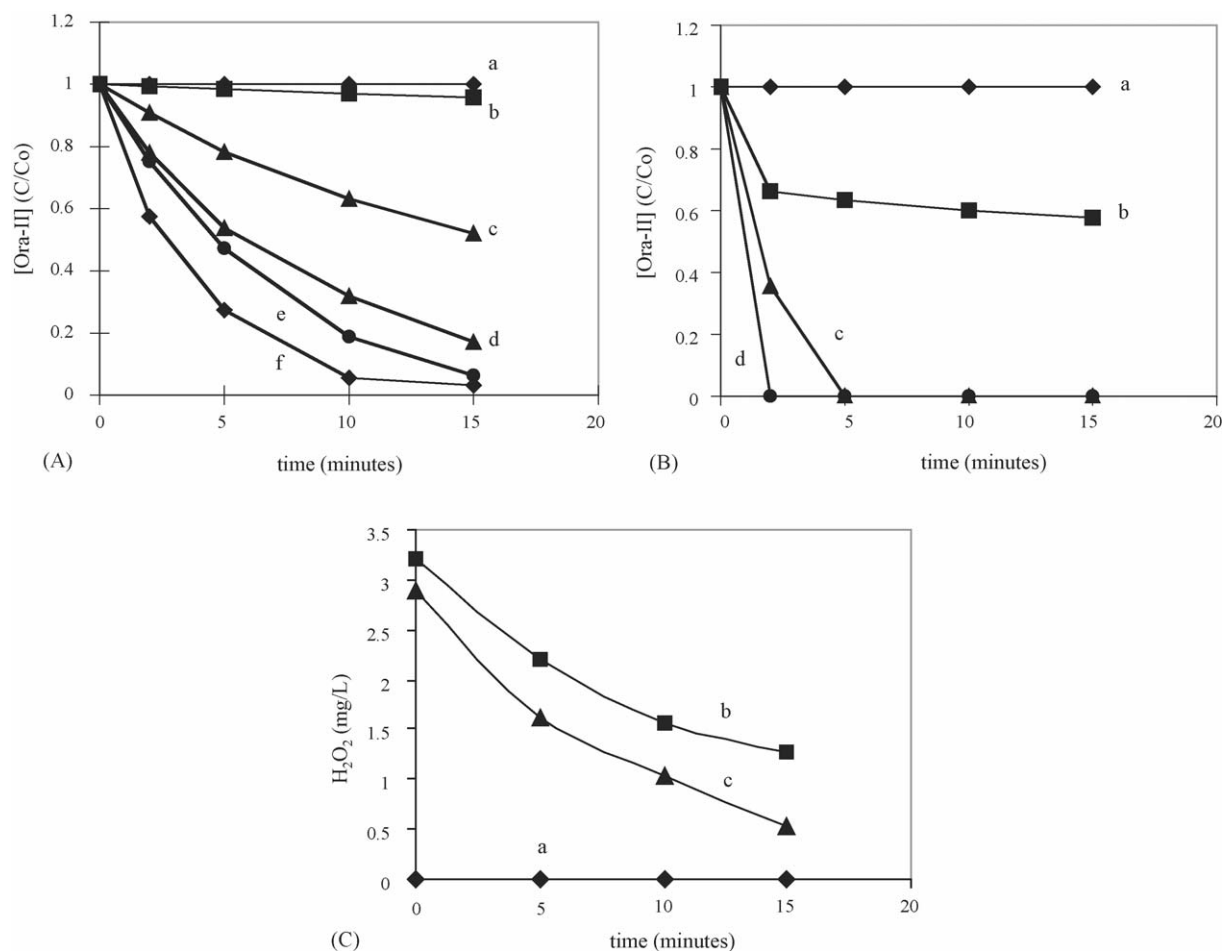 1.2
1
0.8
0.6
0.4
0.2
0
0
5
10
15
20
[Ora-II] (C/Co)
a
b
c
d
e
f
time (minutes)
(A)
1.2
1
0.8
0.6
0.4
0.2
0
0
5
10
15
20
[Ora-II] (C/Co)
a
b
c
d
time (minutes)
(B)
3.5
3
2.5
2
1.5
1
0.5
0
0
5
10
15
20
H₂O₂ (mg/L)
b
c
a
time (minutes)
(C)